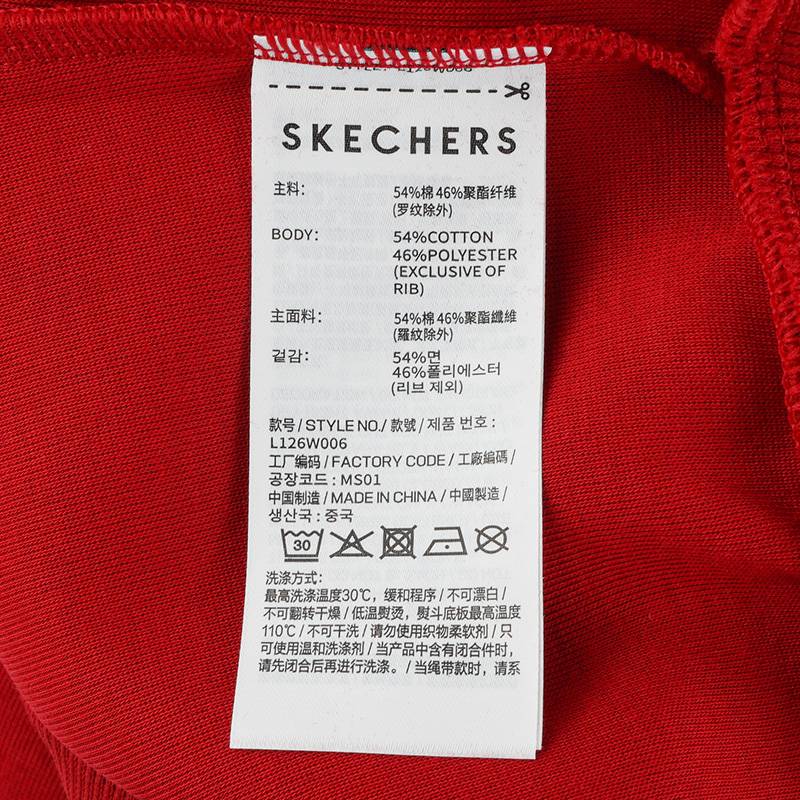 STYLE: L126W006
SKECHERS
主料： 54%棉 46%聚酯纤维
(罗纹除外)
BODY: 54%COTTON
46%POLYESTER
(EXCLUSIVE OF
RIB)
主面料： 54%棉 46%聚酯纖維
(羅紋除外)
겉감: 54%면
46%폴리에스터
(리브 제외)
款号 / STYLE NO./ 款號 / 제품 번호 :
L126W006
工厂编码 / FACTORY CODE / 工廠編碼 /
공장코드 : MS01
中国制造 / MADE IN CHINA / 中國製造 /
생산국 : 중국
30
洗涤方式：
最高洗涤温度30℃，缓和程序 / 不可漂白 /
不可翻转干燥 / 低温熨烫，熨斗底板最高温度
110℃ / 不可干洗 / 请勿使用织物柔软剂 / 只
可使用温和洗涤剂 / 当产品中含有闭合件时，
请先闭合后再进行洗涤。 / 当绳带款时，请系